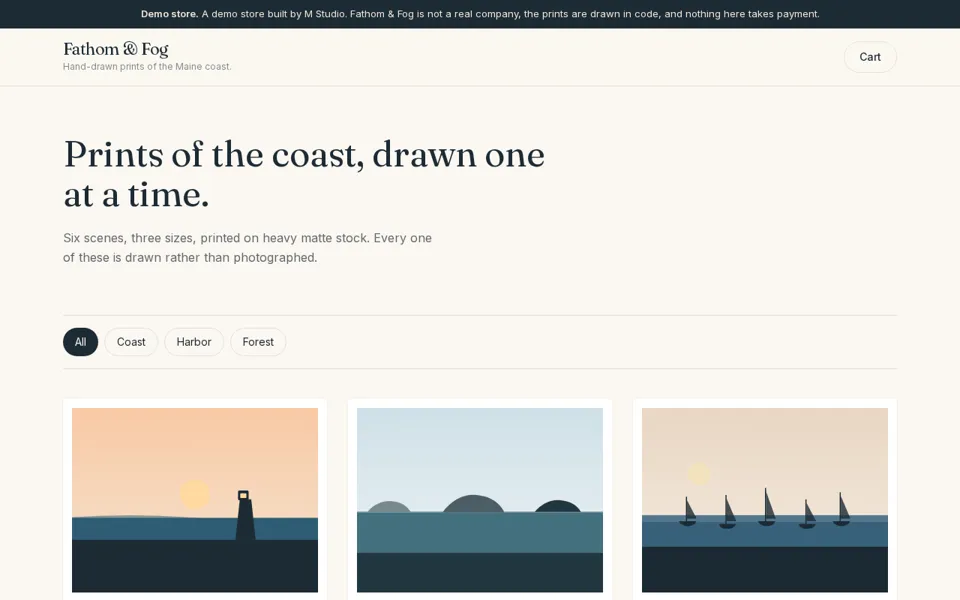 Demo store. A demo store built by M Studio. Fathom & Fog is not a real company, the prints are drawn in code, and nothing here takes payment.
Fathom & Fog
Hand-drawn prints of the Maine coast.
Cart
Prints of the coast, drawn one
at a time.
Six scenes, three sizes, printed on heavy matte stock. Every one
of these is drawn rather than photographed.
All
Coast
Harbor
Forest